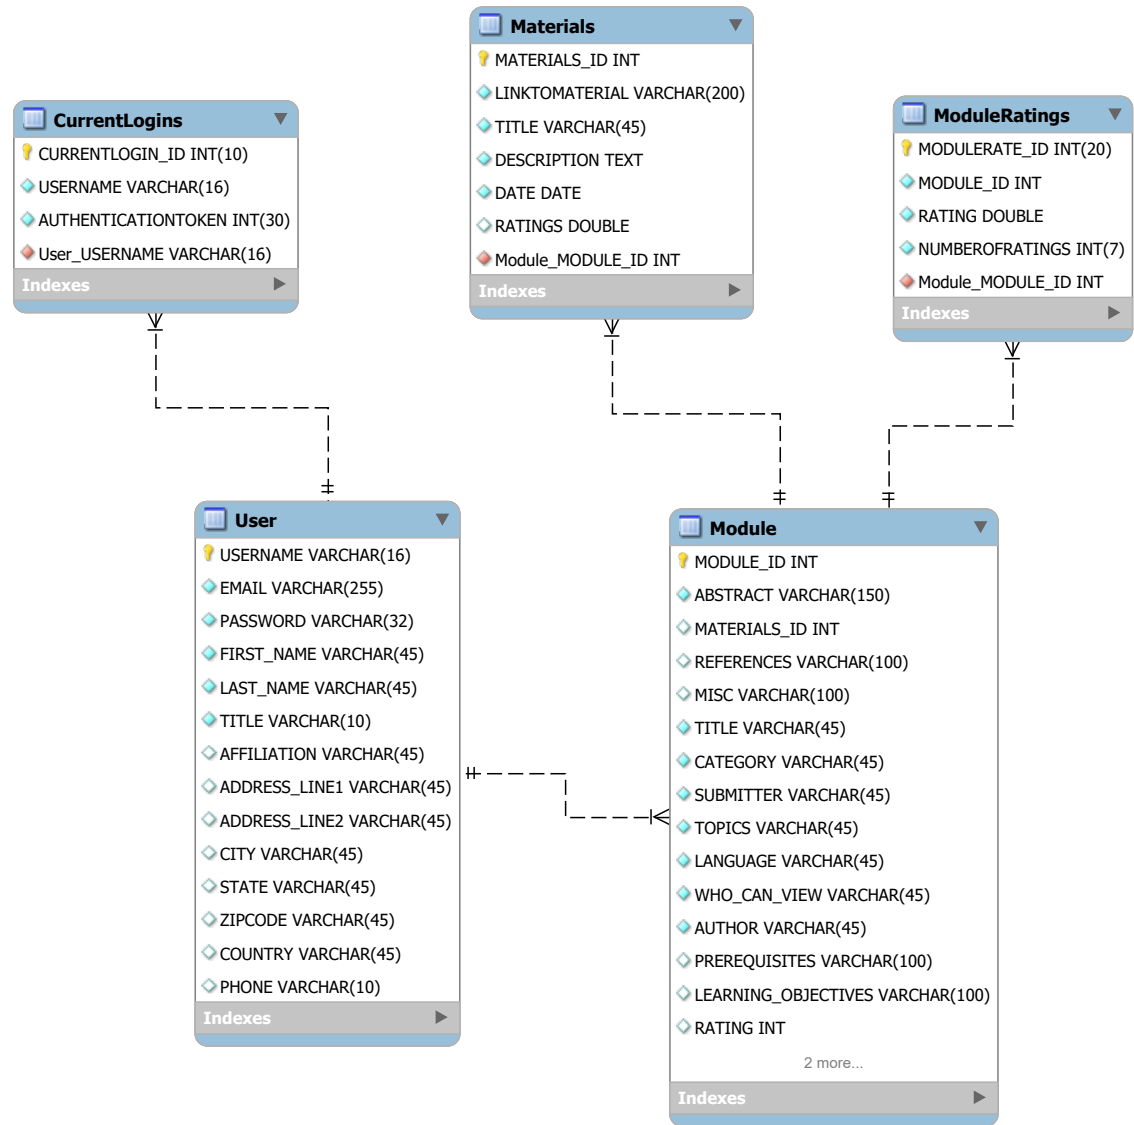 Materials
MATERIALS_ID INT
LINKTOMATERIAL VARCHAR(200)
TITLE VARCHAR(45)
DESCRIPTION TEXT
DATE DATE
RATINGS DOUBLE
Module_MODULE_ID INT
Indexes
CurrentLogins
CURRENTLOGIN_ID INT(10)
USERNAME VARCHAR(16)
AUTHENTICATIONTOKEN INT(30)
User_USERNAME VARCHAR(16)
Indexes
ModuleRatings
MODULERATE_ID INT(20)
MODULE_ID INT
RATING DOUBLE
NUMBEROFRATINGS INT(7)
Module_MODULE_ID INT
Indexes
User
USERNAME VARCHAR(16)
EMAIL VARCHAR(255)
PASSWORD VARCHAR(32)
FIRST_NAME VARCHAR(45)
LAST_NAME VARCHAR(45)
TITLE VARCHAR(10)
AFFILIATION VARCHAR(45)
ADDRESS_LINE1 VARCHAR(45)
ADDRESS_LINE2 VARCHAR(45)
CITY VARCHAR(45)
STATE VARCHAR(45)
ZIPCODE VARCHAR(45)
COUNTRY VARCHAR(45)
PHONE VARCHAR(10)
Indexes
Module
MODULE_ID INT
ABSTRACT VARCHAR(150)
MATERIALS_ID INT
REFERENCES VARCHAR(100)
MISC VARCHAR(100)
TITLE VARCHAR(45)
CATEGORY VARCHAR(45)
SUBMITTER VARCHAR(45)
TOPICS VARCHAR(45)
LANGUAGE VARCHAR(45)
WHO_CAN_VIEW VARCHAR(45)
AUTHOR VARCHAR(45)
PREREQUISITES VARCHAR(100)
LEARNING_OBJECTIVES VARCHAR(100)
RATING INT
2 more...
Indexes